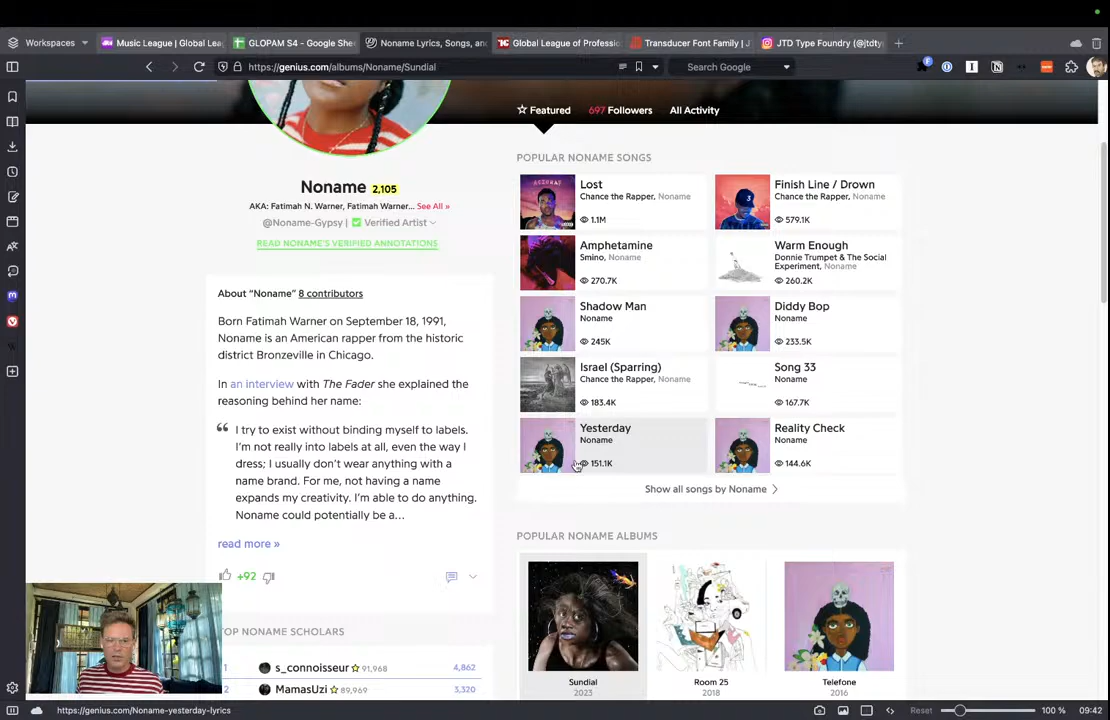 Workspaces
Music League | Global Lea
GLOPAM S4 - Google She
Noname Lyrics, Songs, and
Global League of Professio
Transducer Font Family | J
JTD Type Foundry (@jtdty
https://genius.com/albums/Noname/Sundial
Search Google
Featured
697 Followers
All Activity
POPULAR NONAME SONGS
Noname 2,105
AKA: Fatimah N. Warner, Fatimah Warner... See All »
@Noname-Gypsy | Verified Artist
READ NONAME'S VERIFIED ANNOTATIONS
About “Noname” 8 contributors
Born Fatimah Warner on September 18, 1991,
Noname is an American rapper from the historic
district Bronzeville in Chicago.
In an interview with The Fader she explained the
reasoning behind her name:
I try to exist without binding myself to labels.
I'm not really into labels at all, even the way I
dress; I usually don't wear anything with a
name brand. For me, not having a name
expands my creativity. I'm able to do anything.
Noname could potentially be a...
read more »
+92
TOP NONAME SCHOLARS
1 s_connoisseur 91,968 4,862
2 MamasUzi 89,969 3,320
Lost
Chance the Rapper, Noname
1.1M
Finish Line / Drown
Chance the Rapper, Noname
579.1K
Amphetamine
Smino, Noname
270.7K
Warm Enough
Donnie Trumpet & The Social
Experiment, Noname
260.2K
Shadow Man
Noname
245K
Diddy Bop
Noname
233.5K
Israel (Sparring)
Chance the Rapper, Noname
183.4K
Song 33
Noname
167.7K
Yesterday
Noname
151.1K
Reality Check
Noname
144.6K
Show all songs by Noname
POPULAR NONAME ALBUMS
Sundial
2023
Room 25
2018
Telefone
2016
https://genius.com/Noname-yesterday-lyrics
Reset
100 %
09:42